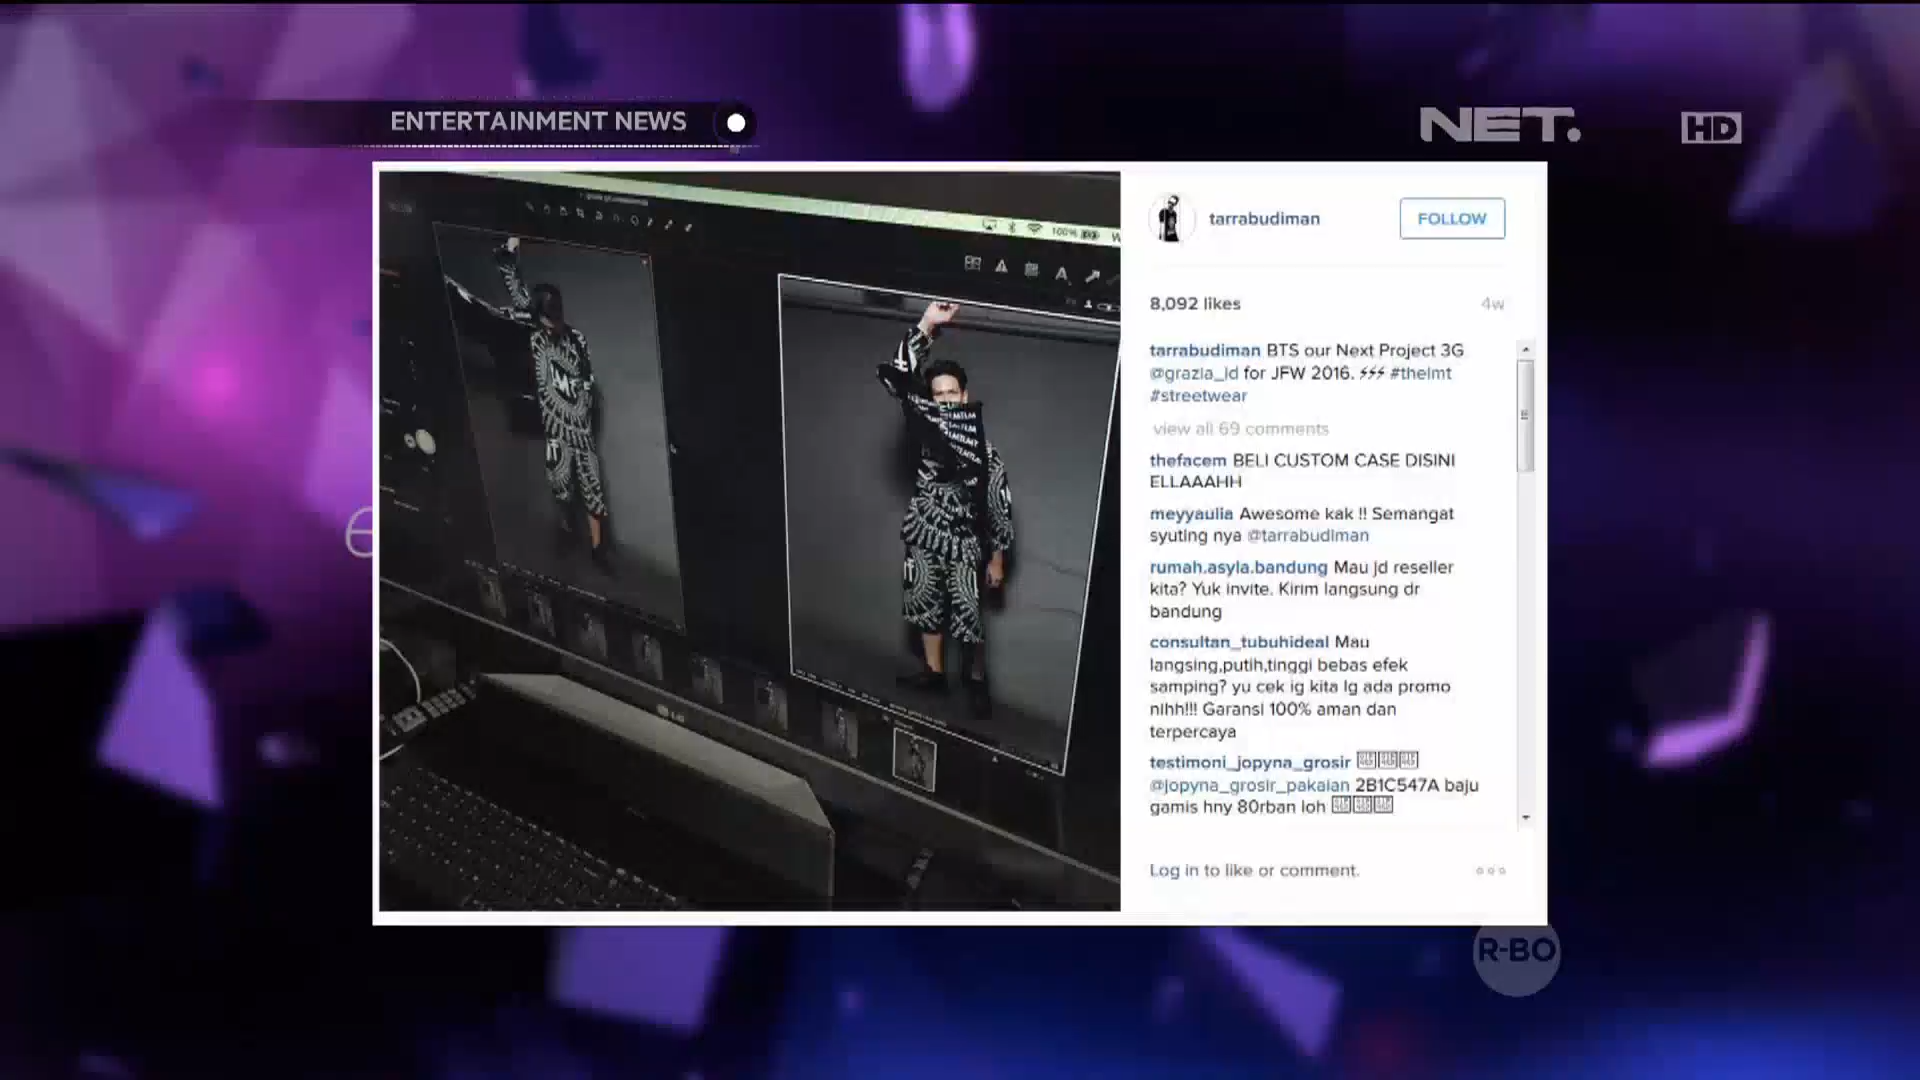 ENTERTAINMENT NEWS
NET.
HD
tarrabudiman
FOLLOW
8,092 likes
4w
tarrabudiman BTS our Next Project 3G
@grazia_id for JFW 2016. ⚡⚡⚡ #thelmt
#streetwear
view all 69 comments
thefacem BELI CUSTOM CASE DISINI
ELLAAAHH
meyyaulia Awesome kak !! Semangat
syuting nya @tarrabudiman
rumah.asyla.bandung Mau jd reseller
kita? Yuk invite. Kirim langsung dr
bandung
consultan_tubuhideal Mau
langsing,putih,tinggi bebas efek
samping? yu cek ig kita lg ada promo
nihh!!! Garansi 100% aman dan
terpercaya
testimoni_jopyna_grosir
@jopyna_grosir_pakaian 2B1C547A baju
gamis hny 80rban loh
Log in to like or comment.
R-BO
100%